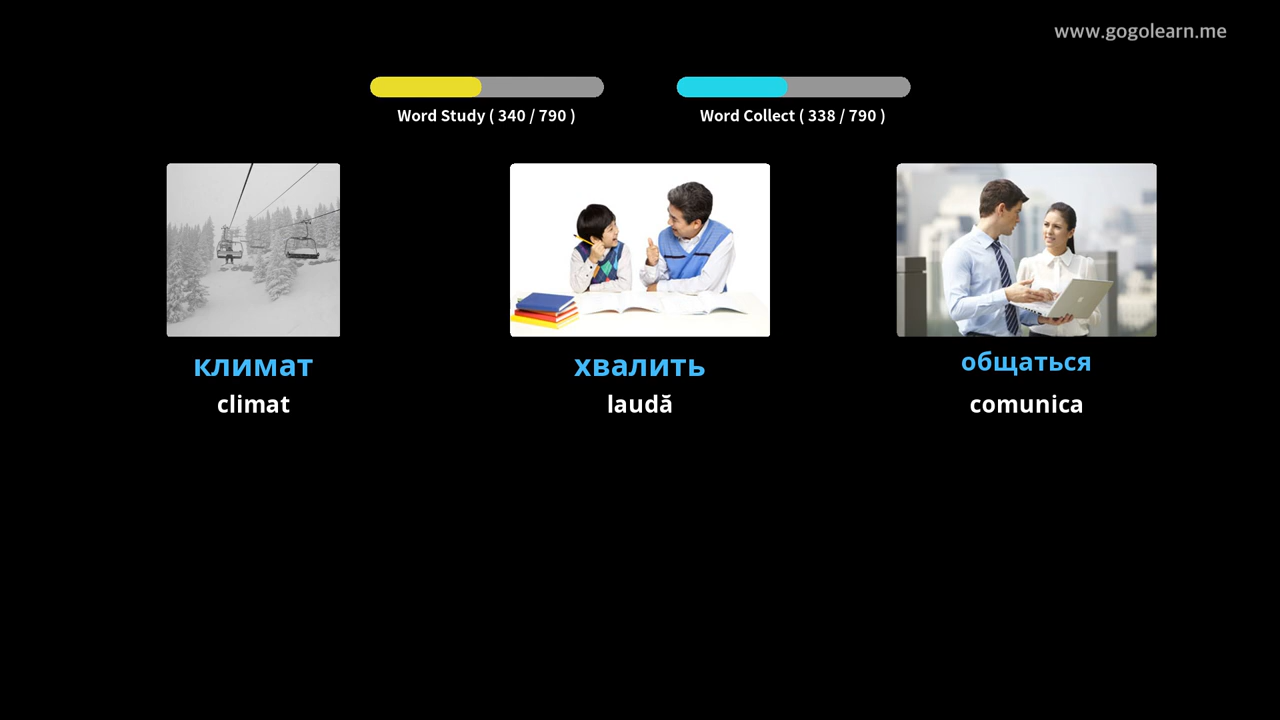 www.gogolearn.me
Word Study ( 340 / 790 )
Word Collect ( 338 / 790 )
климат
climat
хвалить
laudă
общаться
comunica